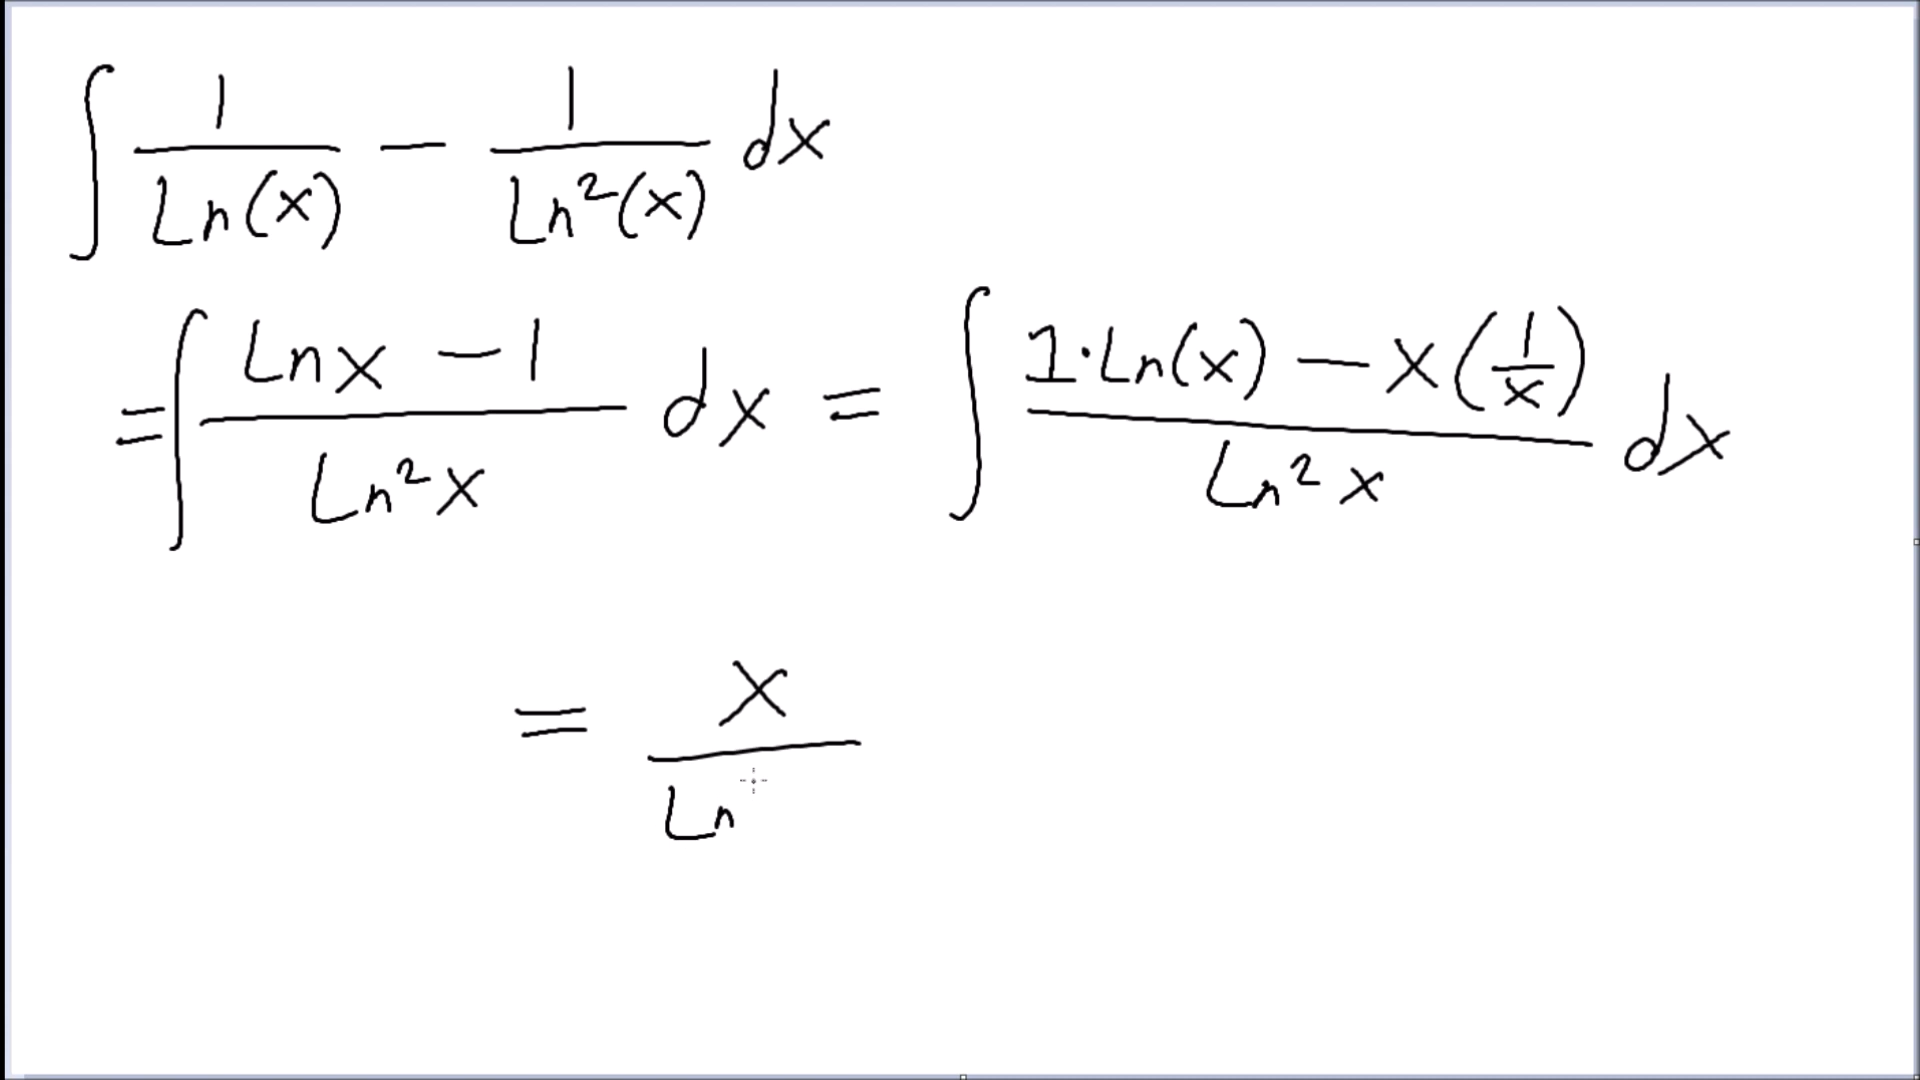 ∫ 1/Ln(x) − 1/Ln²(x) dx
= ∫ (Lnx − 1)/(Ln²x) dx = ∫ (1·Ln(x) − x(1/x))/(Ln²x) dx
= x/Ln